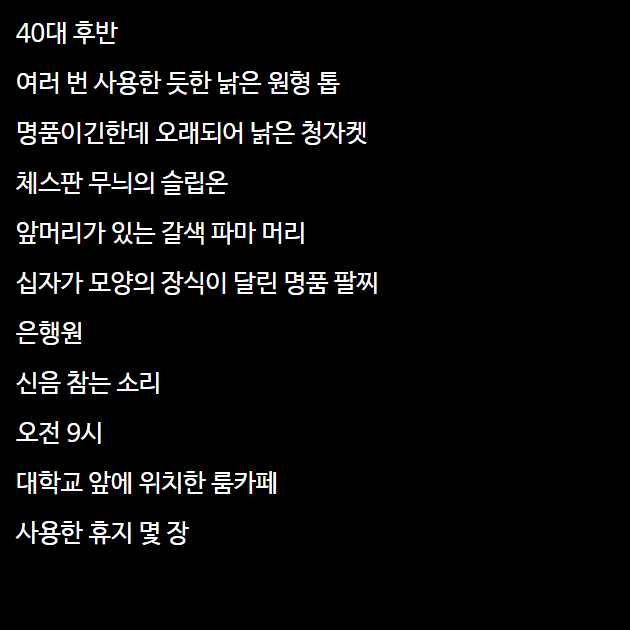 40대 후반
여러 번 사용한 듯한 낡은 원형 톱
명품이긴한데 오래되어 낡은 청자켓
체스판 무늬의 슬립온
앞머리가 있는 갈색 파마 머리
십자가 모양의 장식이 달린 명품 팔찌
은행원
신음 참는 소리
오전 9시
대학교 앞에 위치한 룸카페
사용한 휴지 몇 장